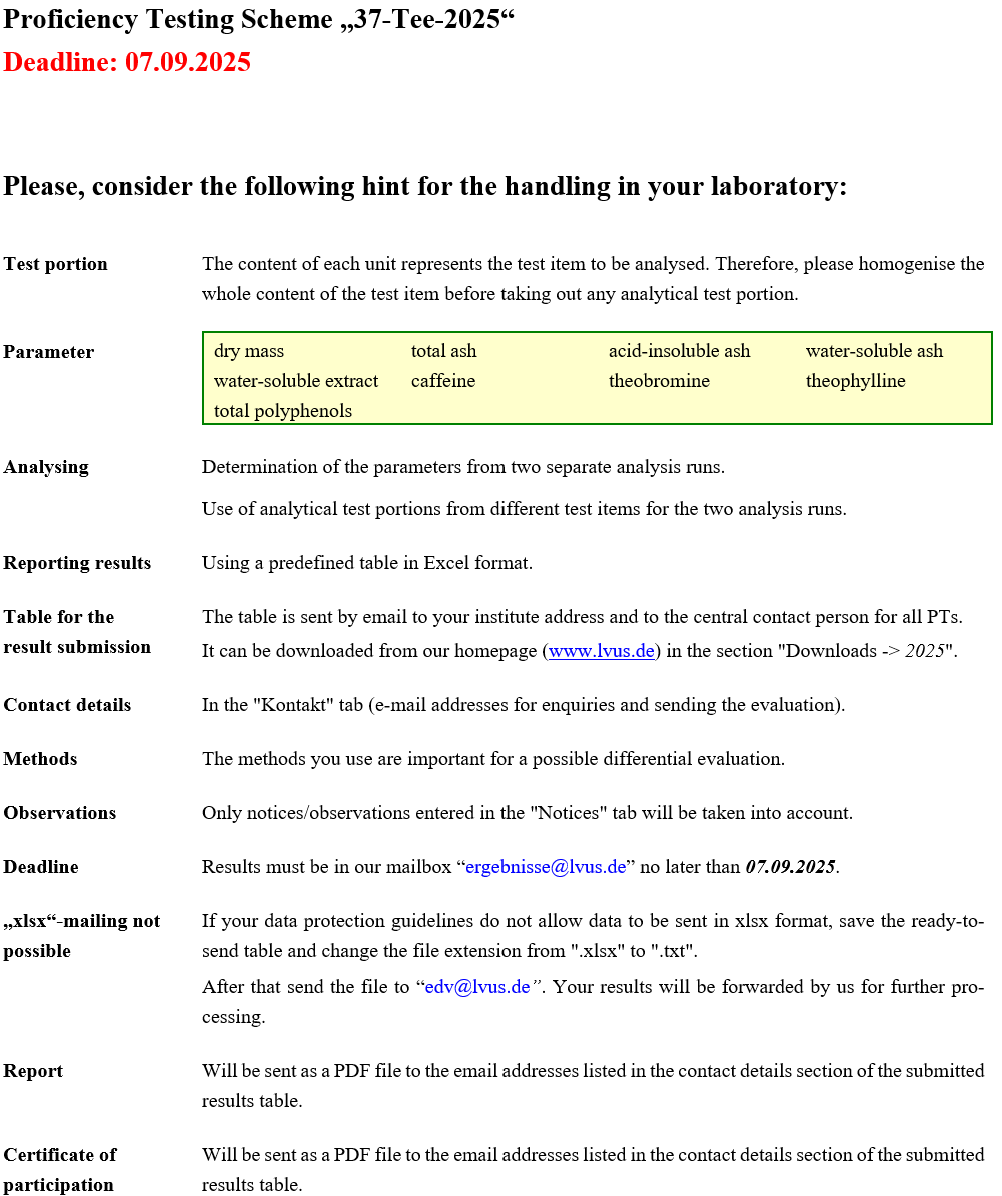 Proficiency Testing Scheme „37-Tee-2025“
Deadline: 07.09.2025
Please, consider the following hint for the handling in your laboratory:
Test portion The content of each unit represents the test item to be analysed. Therefore, please homogenise the
whole content of the test item before taking out any analytical test portion.
Parameter dry mass total ash acid-insoluble ash water-soluble ash
water-soluble extract caffeine theobromine theophylline
total polyphenols
Analysing Determination of the parameters from two separate analysis runs.
Use of analytical test portions from different test items for the two analysis runs.
Reporting results Using a predefined table in Excel format.
Table for the The table is sent by email to your institute address and to the central contact person for all PTs.
result submission It can be downloaded from our homepage (www.lvus.de) in the section "Downloads -> 2025".
Contact details In the "Kontakt" tab (e-mail addresses for enquiries and sending the evaluation).
Methods The methods you use are important for a possible differential evaluation.
Observations Only notices/observations entered in the "Notices" tab will be taken into account.
Deadline Results must be in our mailbox “ergebnisse@lvus.de” no later than 07.09.2025.
„xlsx“-mailing not If your data protection guidelines do not allow data to be sent in xlsx format, save the ready-to-
possible send table and change the file extension from ".xlsx" to ".txt".
After that send the file to “edv@lvus.de”. Your results will be forwarded by us for further pro-
cessing.
Report Will be sent as a PDF file to the email addresses listed in the contact details section of the submitted
results table.
Certificate of Will be sent as a PDF file to the email addresses listed in the contact details section of the submitted
participation results table.